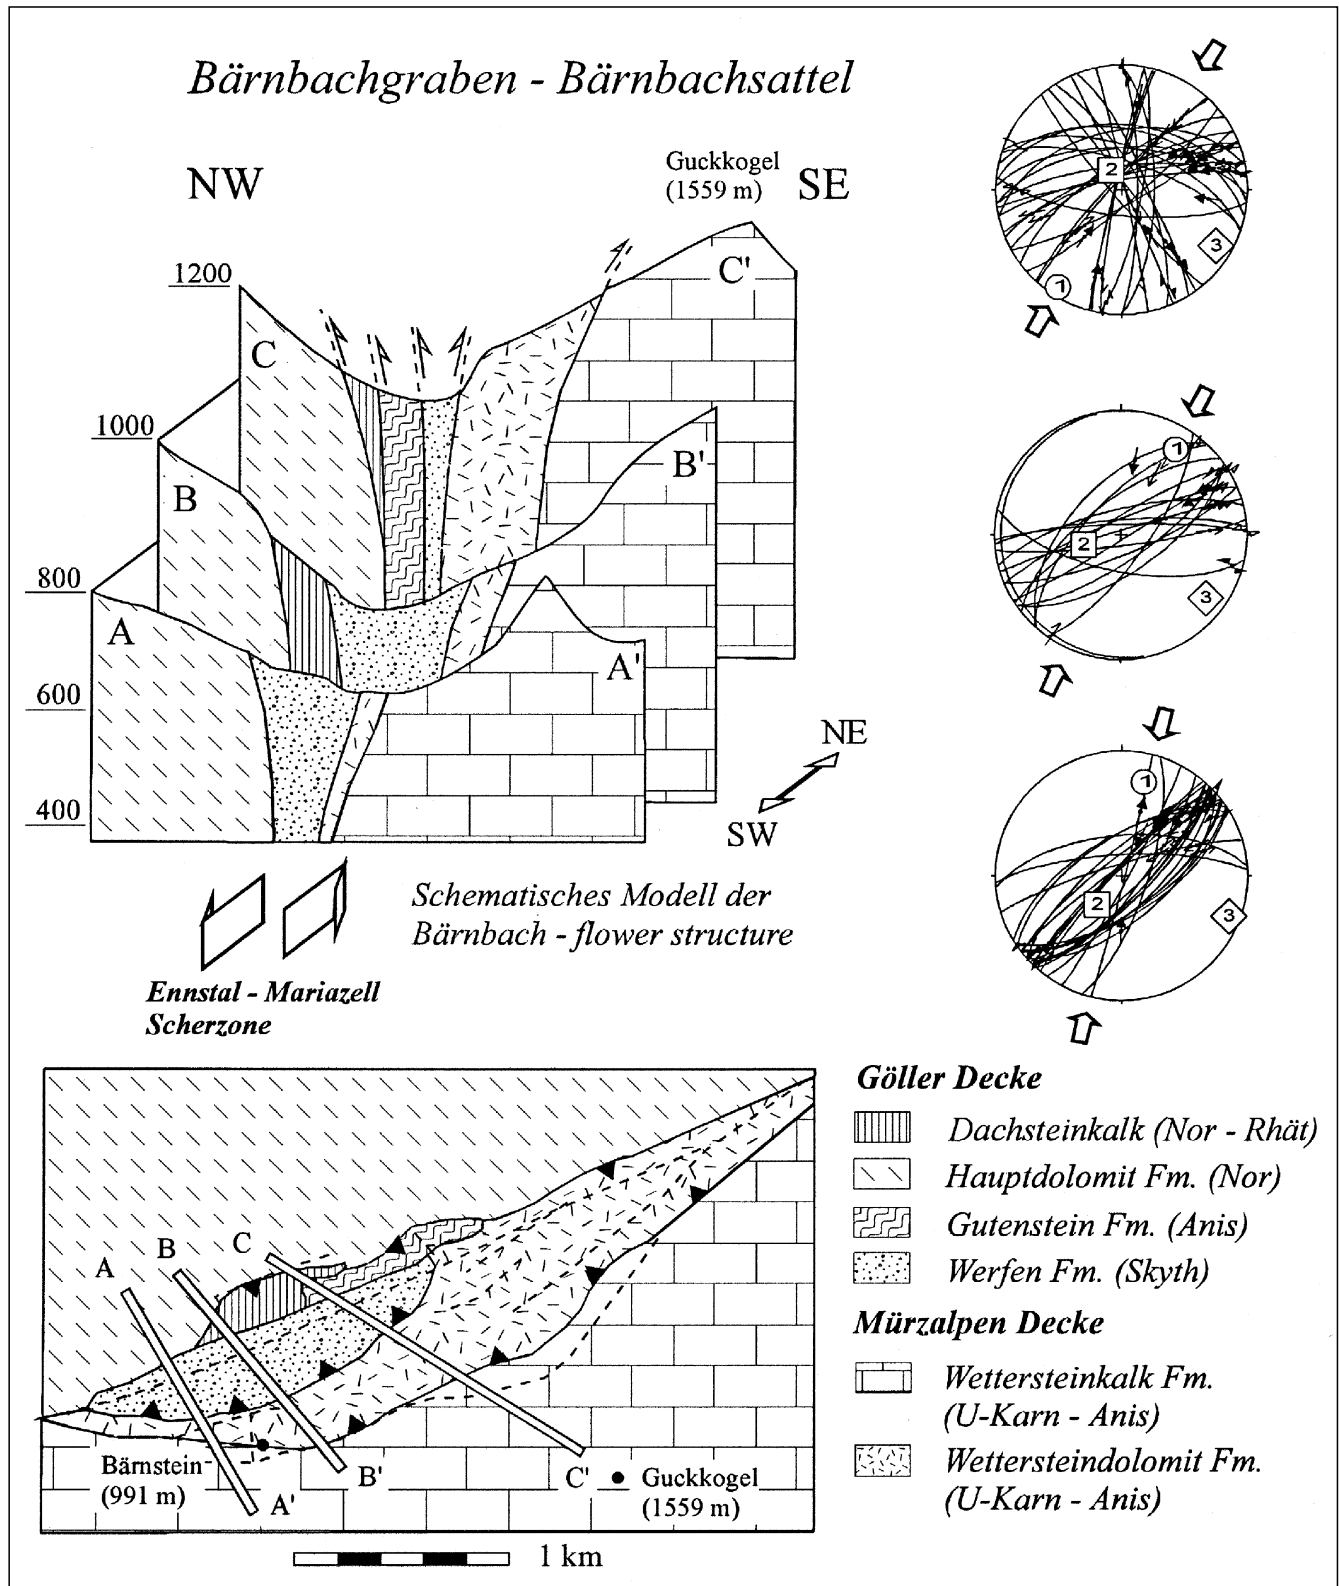 Bärnbachgraben - Bärnbachsattel
NW
Guckkogel
(1559 m)
SE
1200
1000
800
600
400
C
C'
B
B'
A
A'
NE
SW
2
3
1
1
2
3
1
2
3
Schematisches Modell der
Bärnbach - flower structure
Ennstal - Mariazell
Scherzone
A
B
C
Bärnstein
(991 m)
A'
B'
C'
Guckkogel
(1559 m)
1 km
Göller Decke
Dachsteinkalk (Nor - Rhät)
Hauptdolomit Fm. (Nor)
Gutenstein Fm. (Anis)
Werfen Fm. (Skyth)
Mürzalpen Decke
Wettersteinkalk Fm.
(U-Karn - Anis)
Wettersteindolomit Fm.
(U-Karn - Anis)